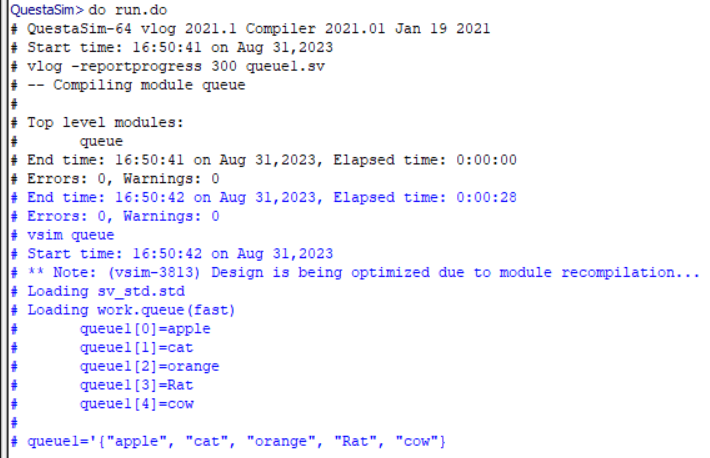 QuestaSim> do run.do
# QuestaSim-64 vlog 2021.1 Compiler 2021.01 Jan 19 2021
# Start time: 16:50:41 on Aug 31,2023
# vlog -reportprogress 300 queue1.sv
# -- Compiling module queue
#
# Top level modules:
#       queue
# End time: 16:50:41 on Aug 31,2023, Elapsed time: 0:00:00
# Errors: 0, Warnings: 0
# End time: 16:50:42 on Aug 31,2023, Elapsed time: 0:00:28
# Errors: 0, Warnings: 0
# vsim queue
# Start time: 16:50:42 on Aug 31,2023
# ** Note: (vsim-3813) Design is being optimized due to module recompilation...
# Loading sv_std.std
# Loading work.queue(fast)
#       queue1[0]=apple
#       queue1[1]=cat
#       queue1[2]=orange
#       queue1[3]=Rat
#       queue1[4]=cow
#
# queue1='{"apple", "cat", "orange", "Rat", "cow"}